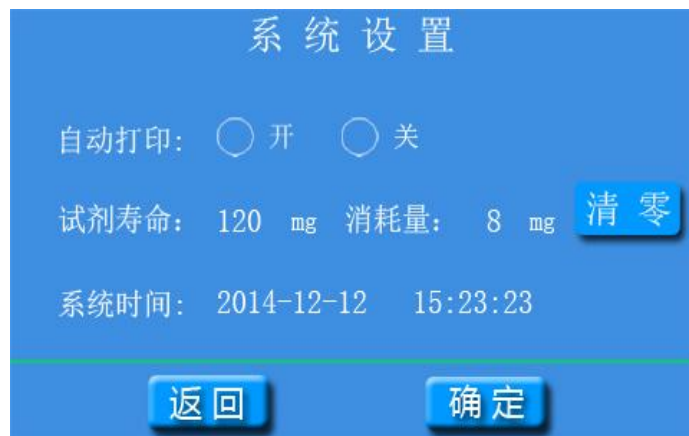 系统设置
自动打印: 开 关
试剂寿命: 120 mg 消耗量: 8 mg 清零
系统时间: 2014-12-12 15:23:23
返回 确定